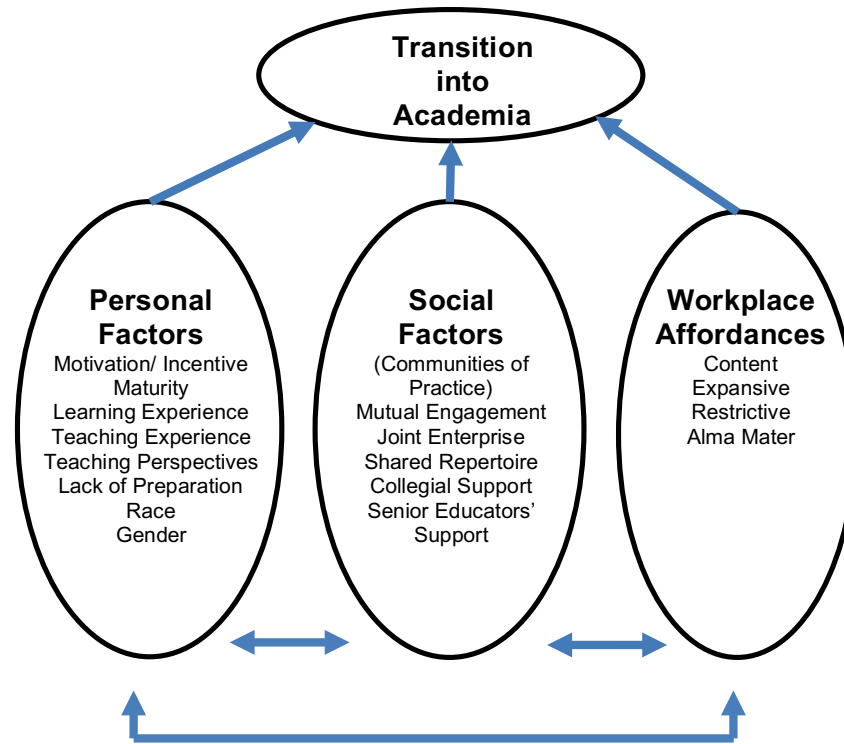 Transition
into
Academia
Personal
Factors
Motivation/ Incentive
Maturity
Learning Experience
Teaching Experience
Teaching Perspectives
Lack of Preparation
Race
Gender
Social
Factors
(Communities of
Practice)
Mutual Engagement
Joint Enterprise
Shared Repertoire
Collegial Support
Senior Educators’
Support
Workplace
Affordances
Content
Expansive
Restrictive
Alma Mater